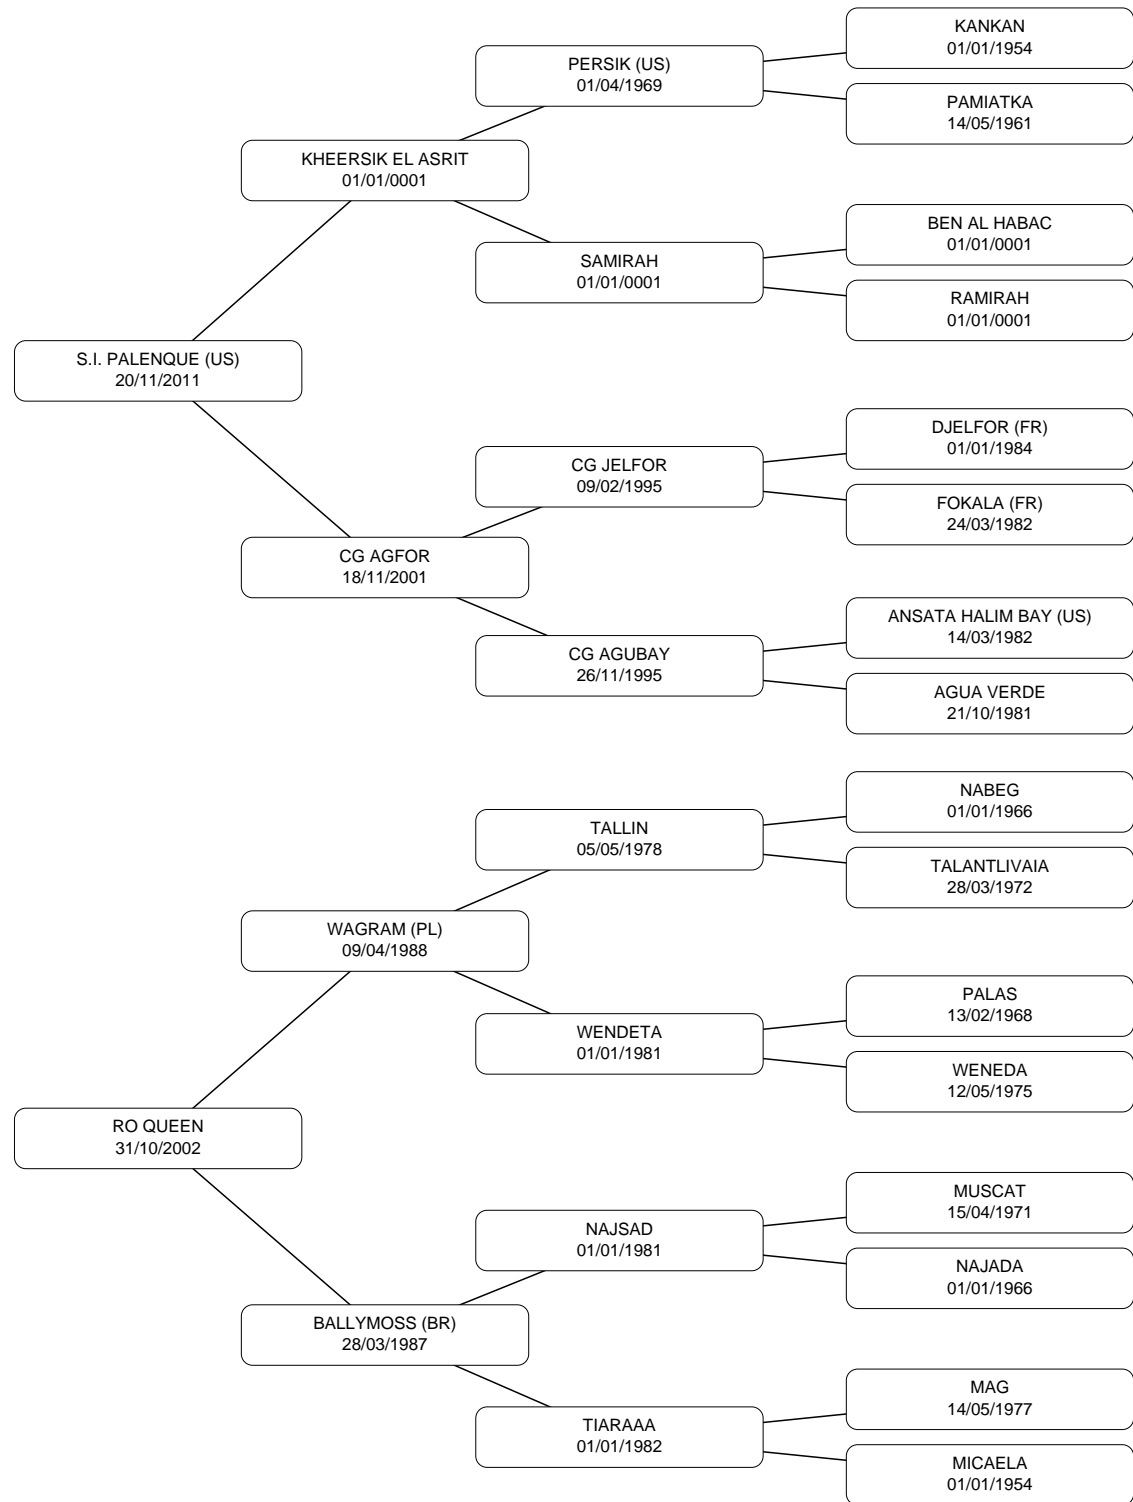 KANKAN
01/01/1954
PERSIK (US)
01/04/1969
PAMIATKA
14/05/1961
KHEERSIK EL ASRIT
01/01/0001
BEN AL HABAC
01/01/0001
SAMIRAH
01/01/0001
RAMIRAH
01/01/0001
S.I. PALENQUE (US)
20/11/2011
DJELFOR (FR)
01/01/1984
CG JELFOR
09/02/1995
FOKALA (FR)
24/03/1982
CG AGFOR
18/11/2001
ANSATA HALIM BAY (US)
14/03/1982
CG AGUBAY
26/11/1995
AGUA VERDE
21/10/1981
NABEG
01/01/1966
TALLIN
05/05/1978
TALANTLIVAIA
28/03/1972
WAGRAM (PL)
09/04/1988
PALAS
13/02/1968
WENDETA
01/01/1981
WENEDA
12/05/1975
RO QUEEN
31/10/2002
MUSCAT
15/04/1971
NAJSAD
01/01/1981
NAJADA
01/01/1966
BALLYMOSS (BR)
28/03/1987
MAG
14/05/1977
TIARAAA
01/01/1982
MICAELA
01/01/1954